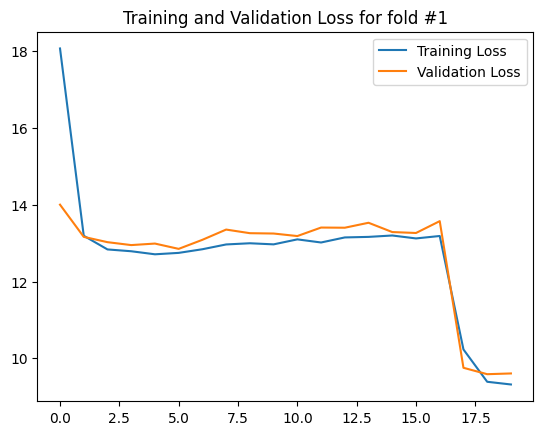 Training and Validation Loss for fold #1
Training Loss
Validation Loss
18
16
14
12
10
0.0 2.5 5.0 7.5 10.0 12.5 15.0 17.5